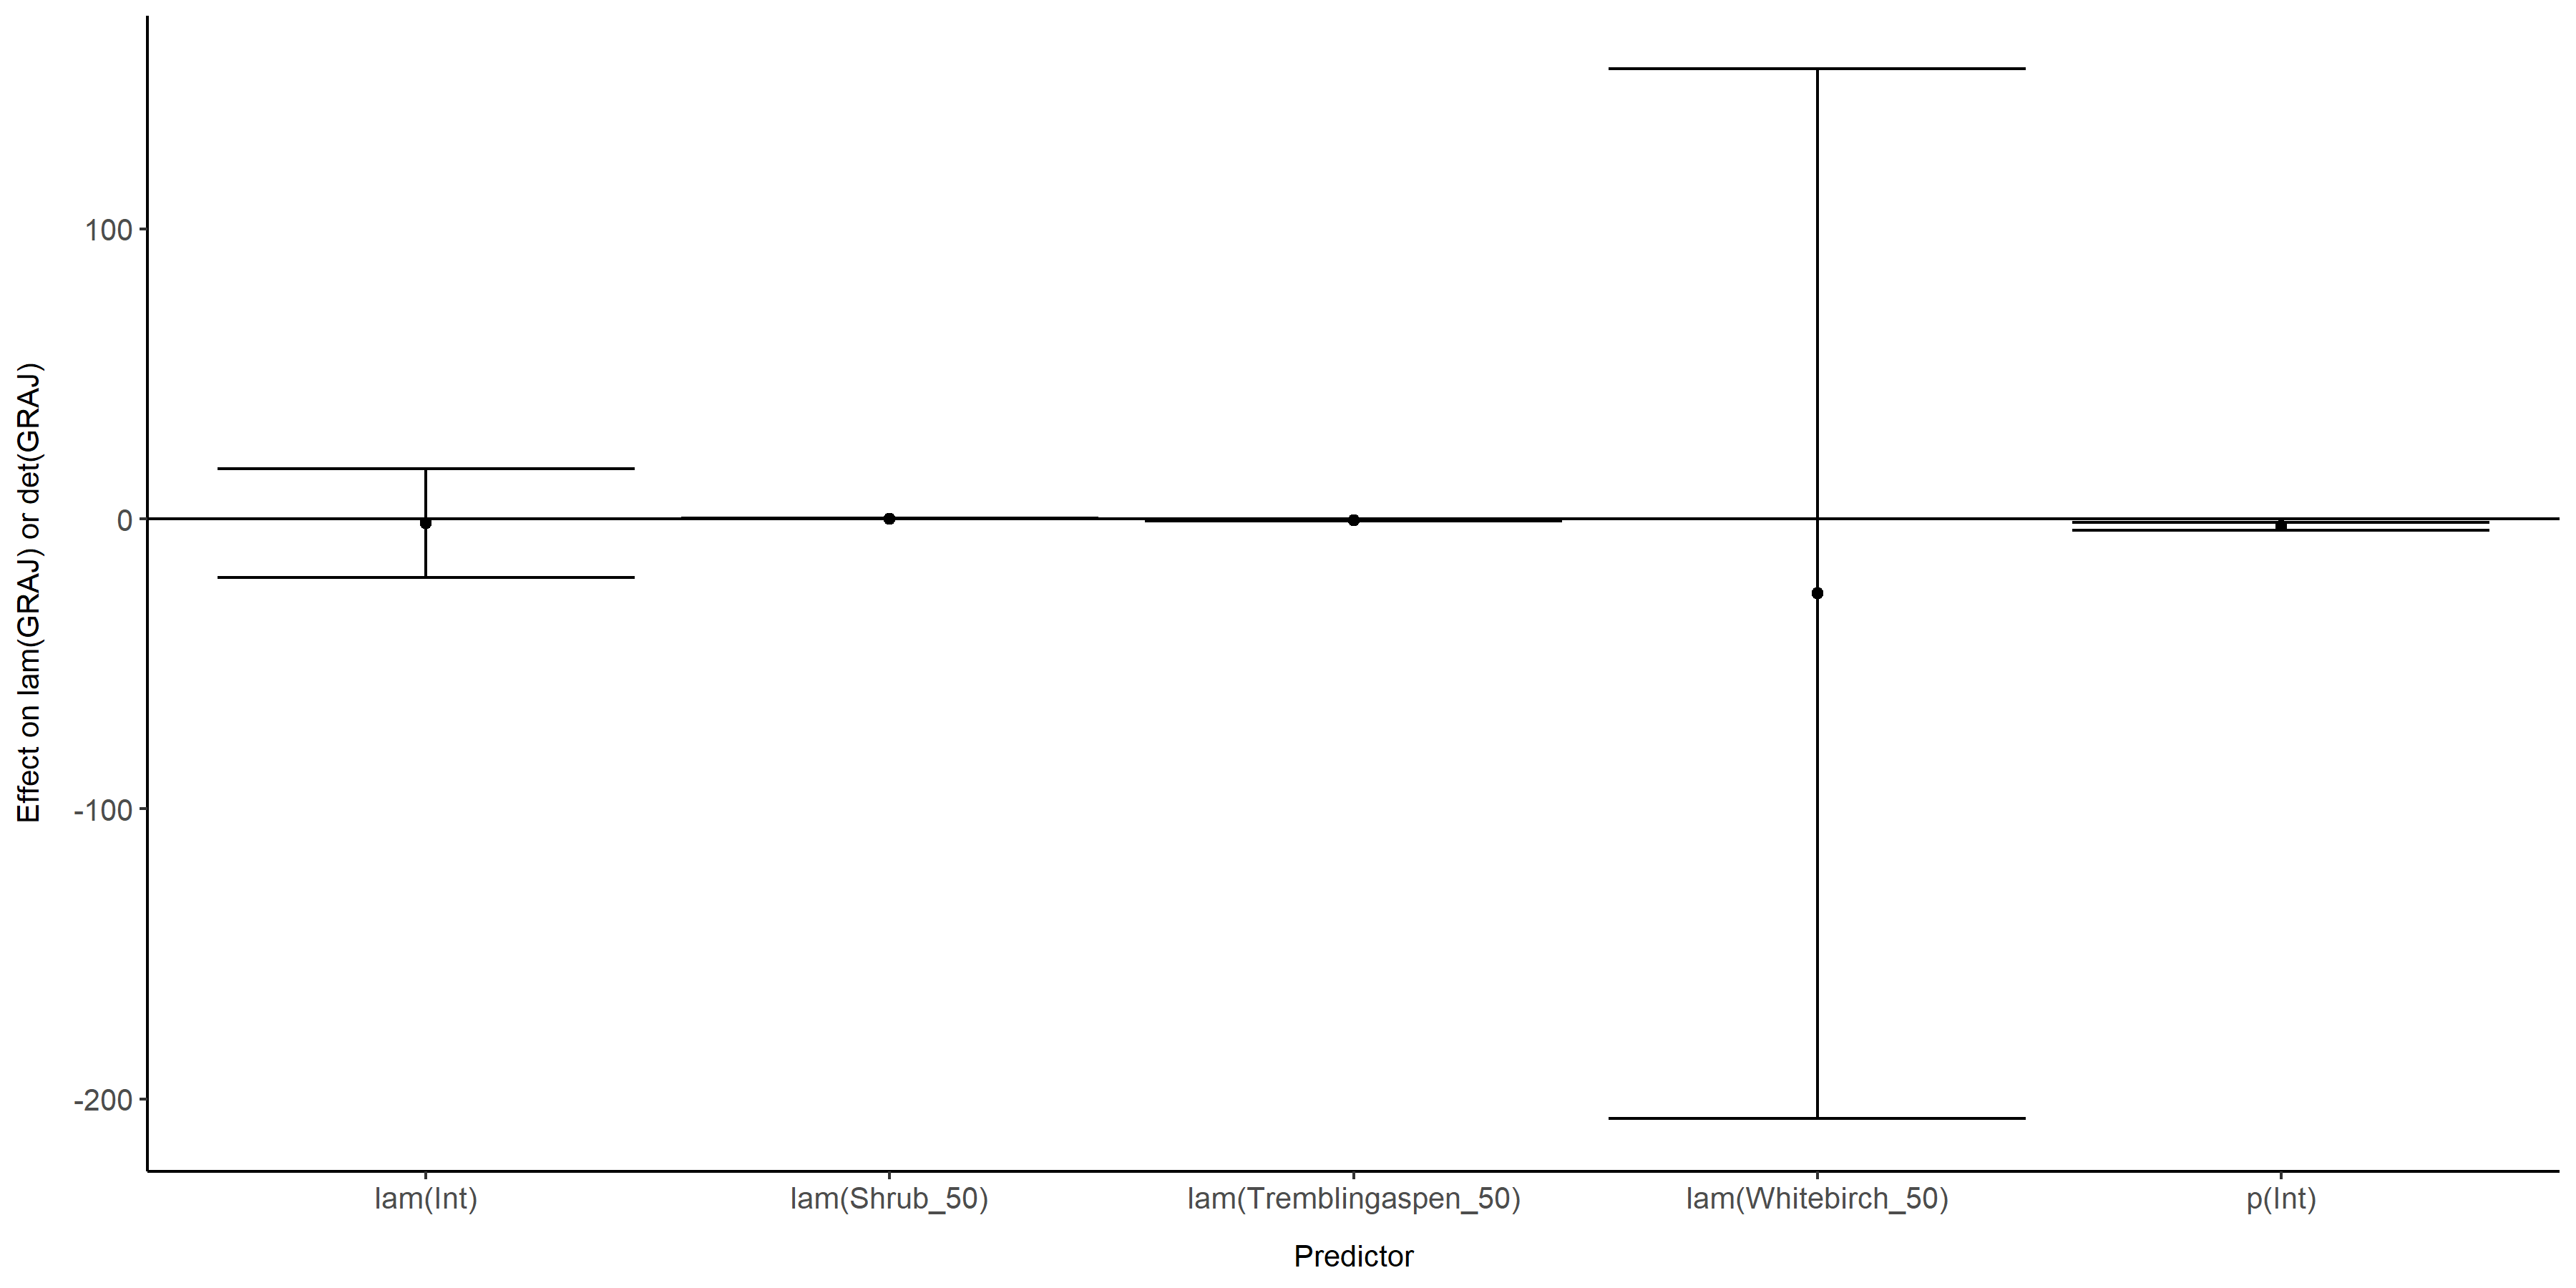 Effect on lam(GRAJ) or det(GRAJ)
100
0
-100
-200
lam(Int)
lam(Shrub_50)
lam(Tremblingaspen_50)
lam(Whitebirch_50)
p(Int)
Predictor